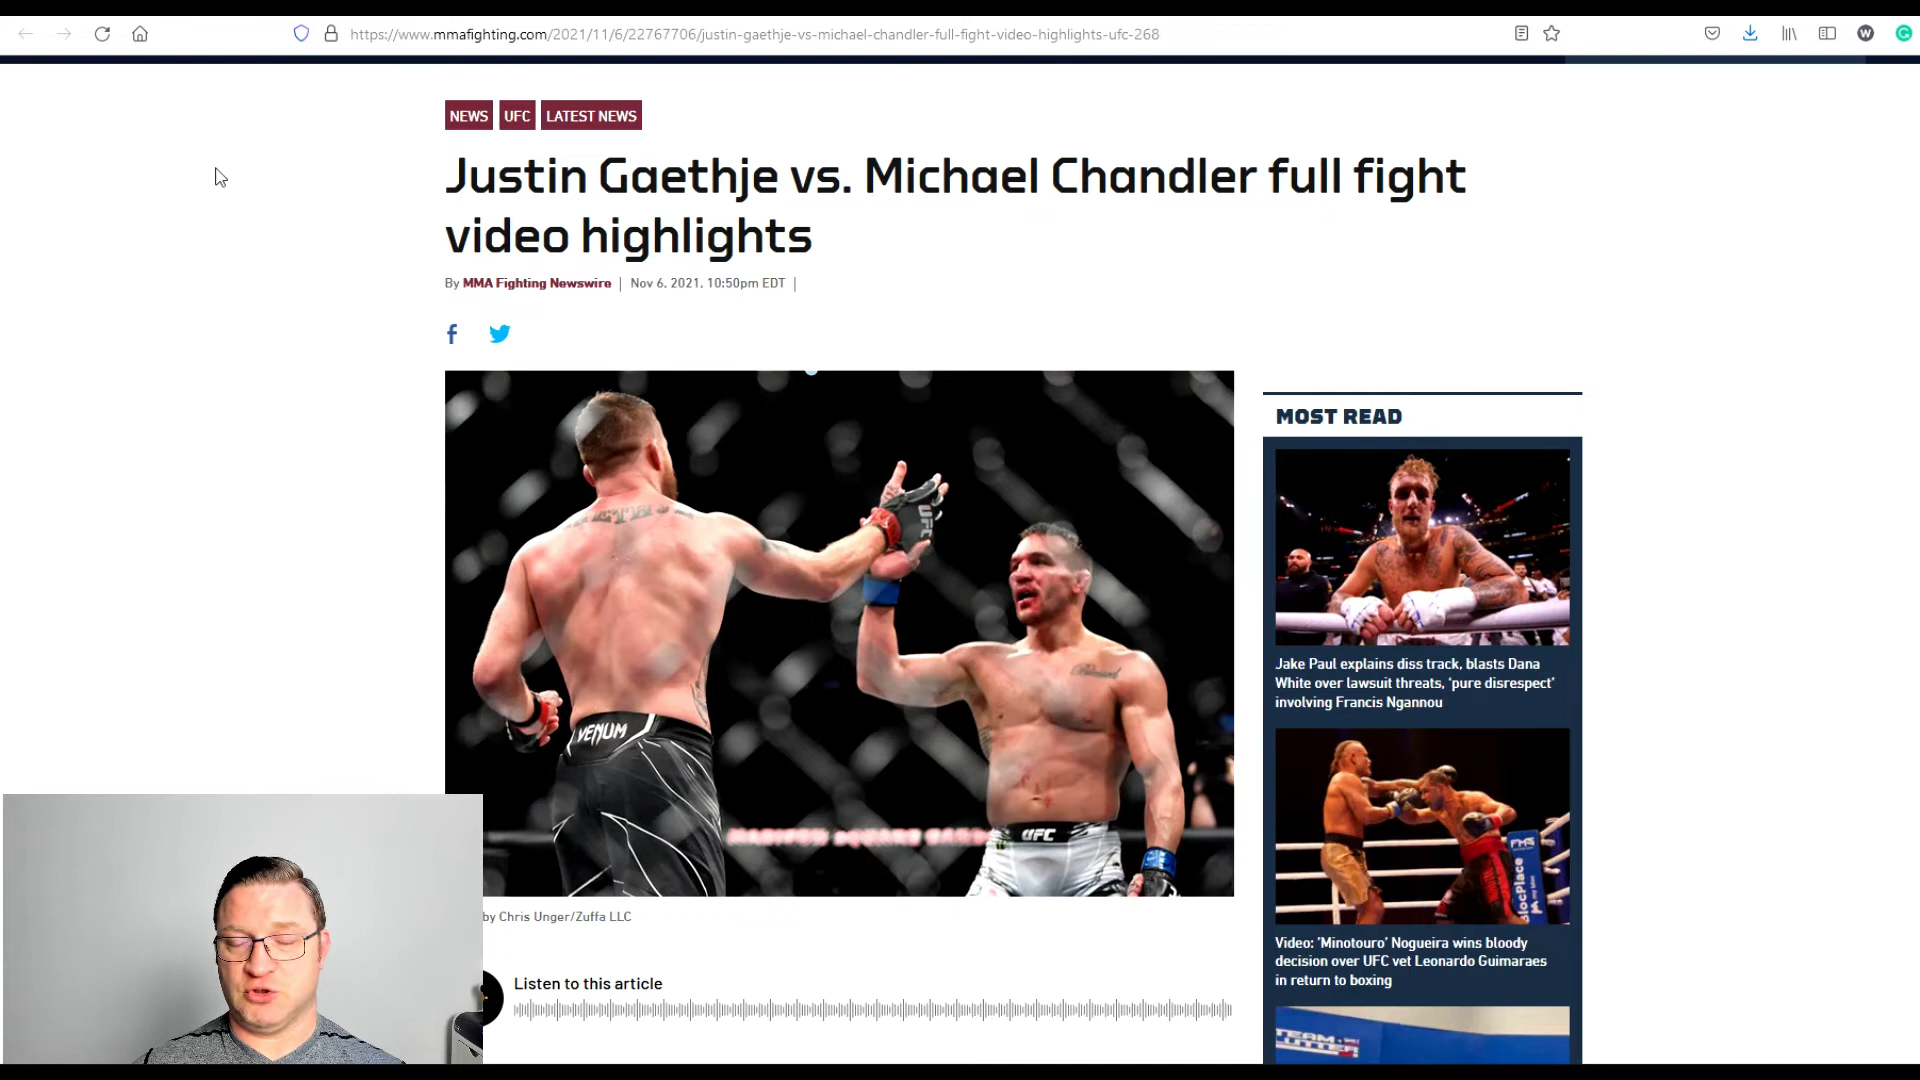 https://www.mmafighting.com/2021/11/6/22767706/justin-gaethje-vs-michael-chandler-full-fight-video-highlights-ufc-268
W
NEWS
UFC
LATEST NEWS
Justin Gaethje vs. Michael Chandler full fight
video highlights
By MMA Fighting Newswire | Nov 6, 2021, 10:50pm EDT |
UFC
VENUM
UFC
by Chris Unger/Zuffa LLC
Listen to this article
MOST READ
Jake Paul explains diss track, blasts Dana
White over lawsuit threats, ‘pure disrespect’
involving Francis Ngannou
BlocPlace
Video: ‘Minotouro’ Nogueira wins bloody
decision over UFC vet Leonardo Guimaraes
in return to boxing
TEAM